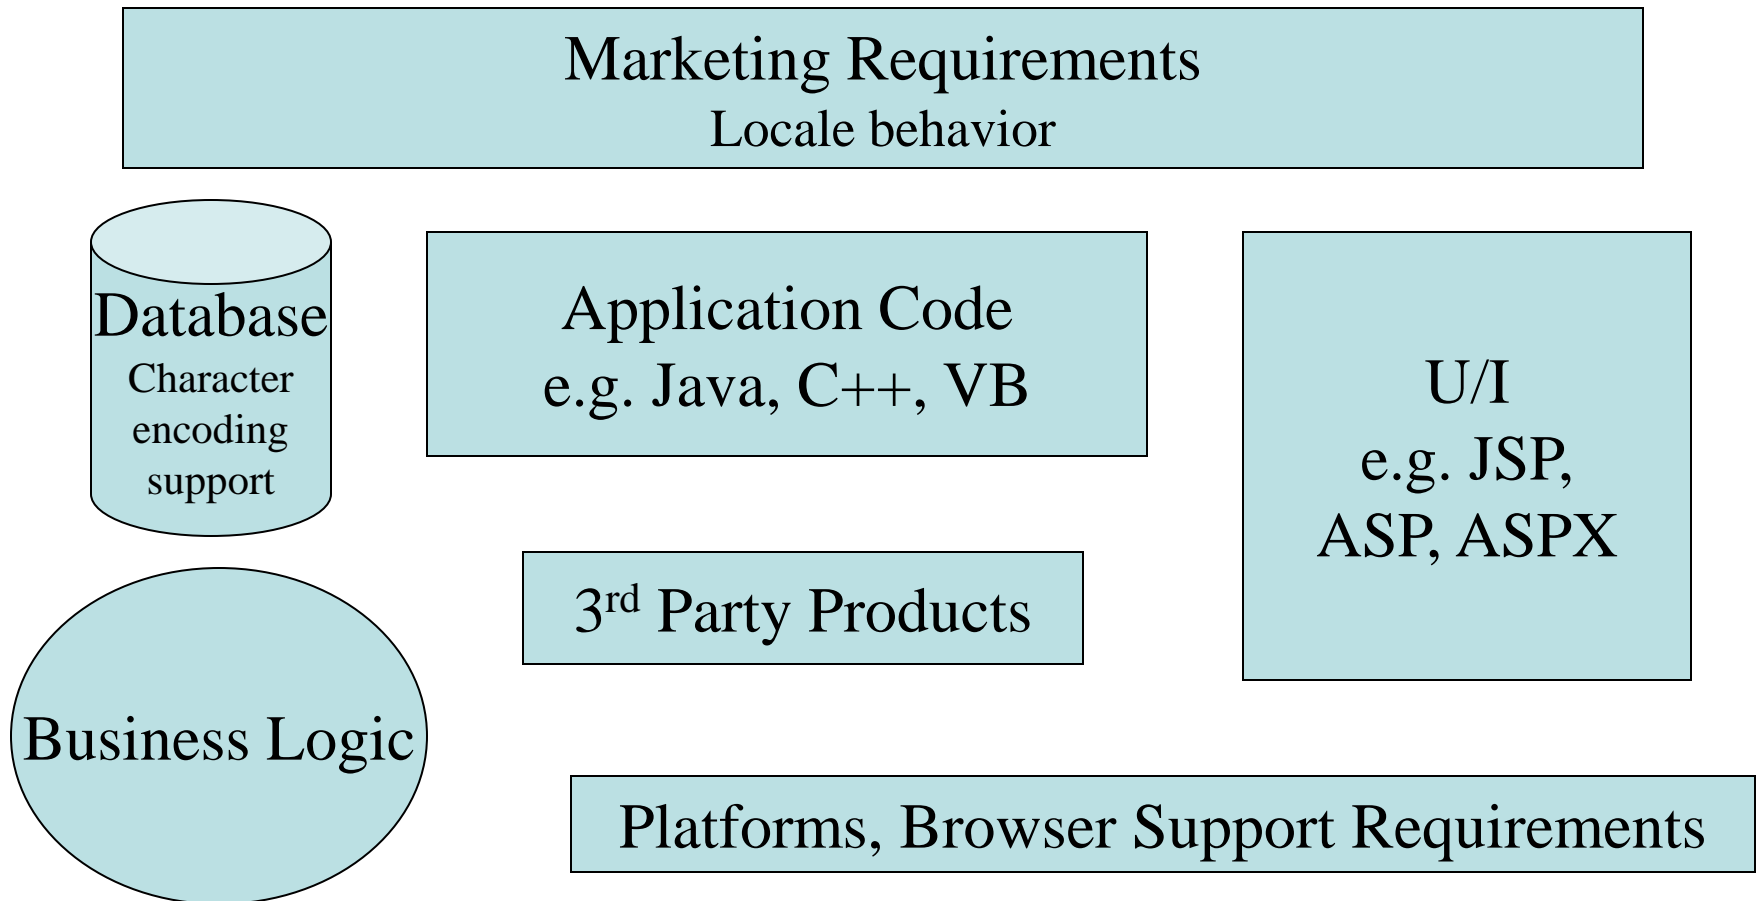 Marketing Requirements
Locale behavior
Database
Character
encoding
support
Application Code
e.g. Java, C++, VB
U/I
e.g. JSP,
ASP, ASPX
3rd Party Products
Business Logic
Platforms, Browser Support Requirements